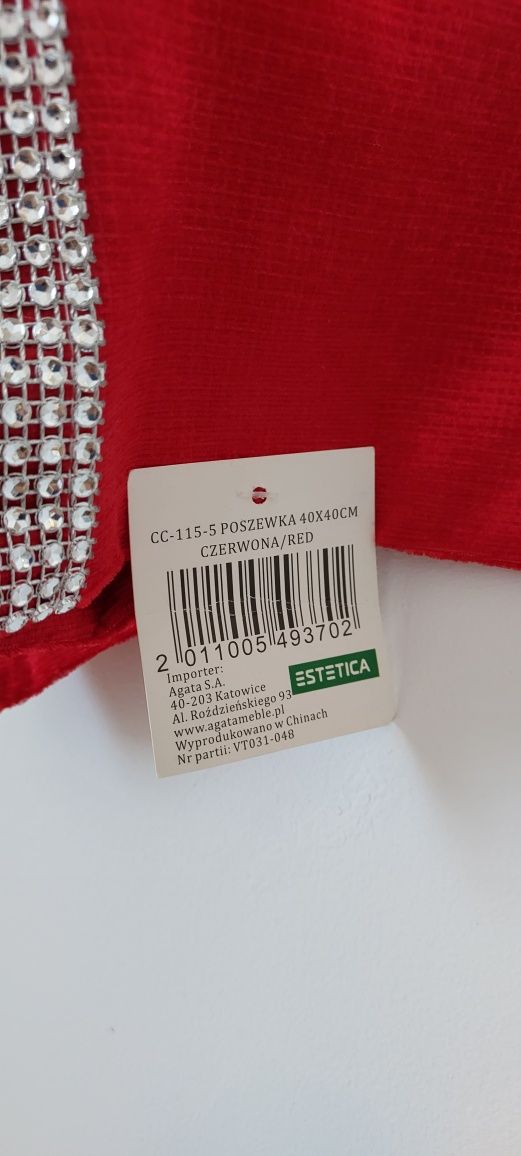 CC-115-5 POSZEWKA 40X40CM
CZERWONA/RED
2 011005 493702
Importer:
Agata S.A.
40-203 Katowice
Al. Roździeńskiego 93
www.agatameble.pl
Wyprodukowano w Chinach
Nr partii: VT031-048
ESTETICA